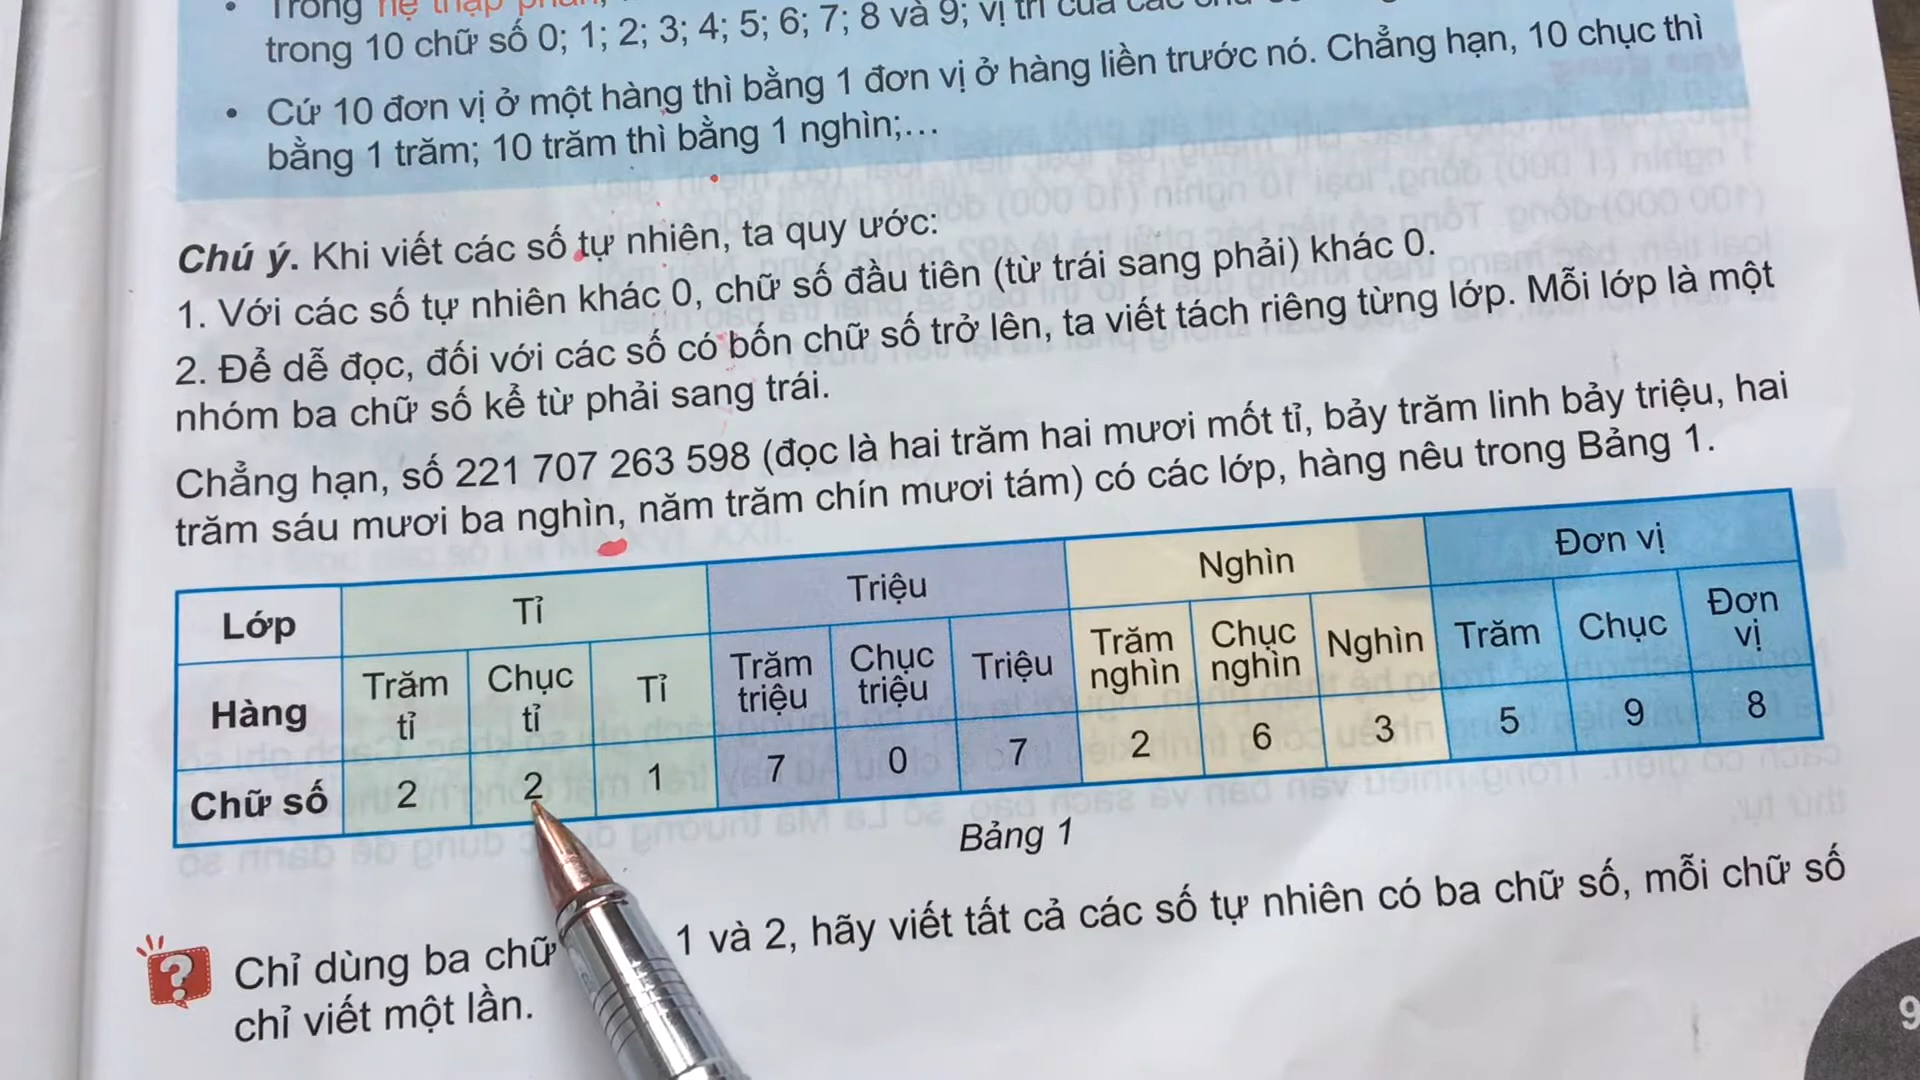 Trong hệ thập phân,
trong 10 chữ số 0; 1; 2; 3; 4; 5; 6; 7; 8 và 9; vị trí của các
Cứ 10 đơn vị ở một hàng thì bằng 1 đơn vị ở hàng liền trước nó. Chẳng hạn, 10 chục thì
bằng 1 trăm; 10 trăm thì bằng 1 nghìn;...
Chú ý. Khi viết các số tự nhiên, ta quy ước:
1. Với các số tự nhiên khác 0, chữ số đầu tiên (từ trái sang phải) khác 0.
2. Để dễ đọc, đối với các số có bốn chữ số trở lên, ta viết tách riêng từng lớp. Mỗi lớp là một
nhóm ba chữ số kể từ phải sang trái.
Chẳng hạn, số 221 707 263 598 (đọc là hai trăm hai mươi mốt tỉ, bảy trăm linh bảy triệu, hai
trăm sáu mươi ba nghìn, năm trăm chín mươi tám) có các lớp, hàng nêu trong Bảng 1.
Lớp Tỉ Triệu Nghìn Đơn vị
Hàng Trăm tỉ Chục tỉ Tỉ Trăm triệu Chục triệu Triệu Trăm nghìn Chục nghìn Nghìn Trăm Chục Đơn vị
Chữ số 2 2 1 7 0 7 2 6 3 5 9 8
Bảng 1
Chỉ dùng ba chữ 1 và 2, hãy viết tất cả các số tự nhiên có ba chữ số, mỗi chữ số
chỉ viết một lần.
9